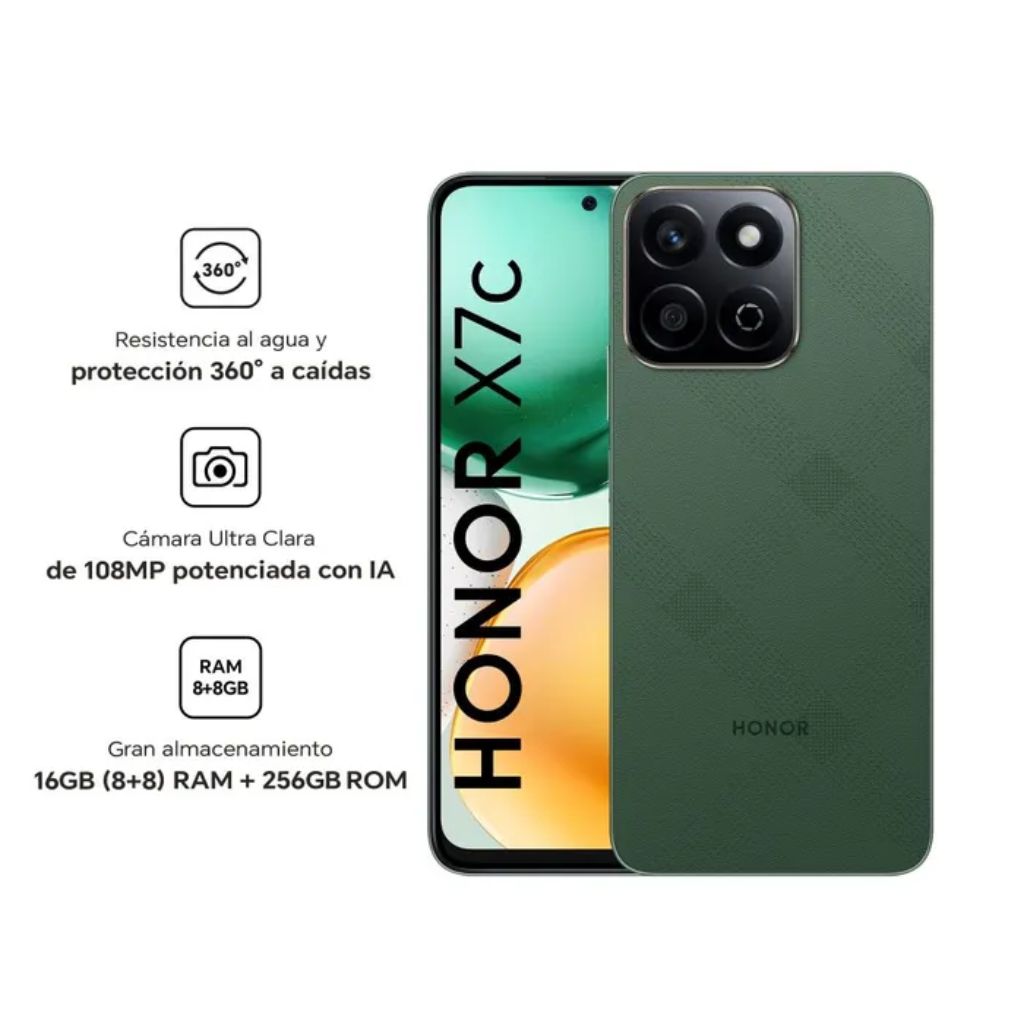 360°
Resistencia al agua y
protección 360° a caídas
Cámara Ultra Clara
de 108MP potenciada con IA
RAM
8+8GB
Gran almacenamiento
16GB (8+8) RAM + 256GB ROM
HONOR X7c
HONOR